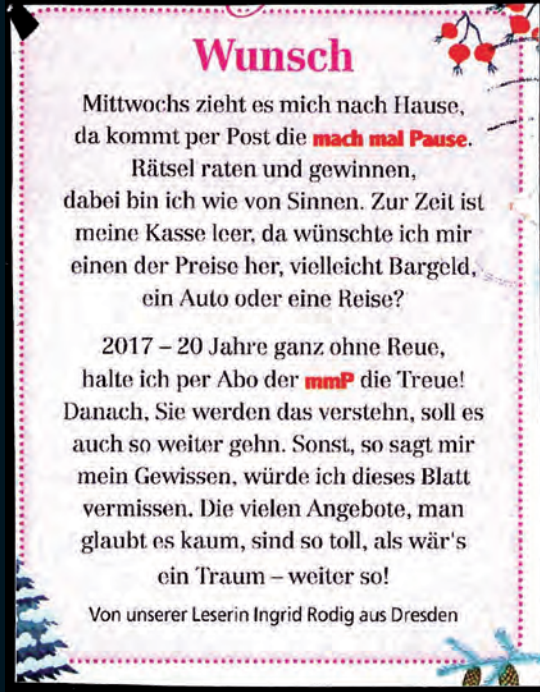 Wunsch
Mittwochs zieht es mich nach Hause,
da kommt per Post die mach mal Pause.
Rätsel raten und gewinnen,
dabei bin ich wie von Sinnen. Zur Zeit ist
meine Kasse leer, da wünschte ich mir
einen der Preise her, vielleicht Bargeld,
ein Auto oder eine Reise?
2017 – 20 Jahre ganz ohne Reue,
halte ich per Abo der mmP die Treue!
Danach, Sie werden das verstehn, soll es
auch so weiter gehn. Sonst, so sagt mir
mein Gewissen, würde ich dieses Blatt
vermissen. Die vielen Angebote, man
glaubt es kaum, sind so toll, als wär's
ein Traum – weiter so!
Von unserer Leserin Ingrid Rodig aus Dresden